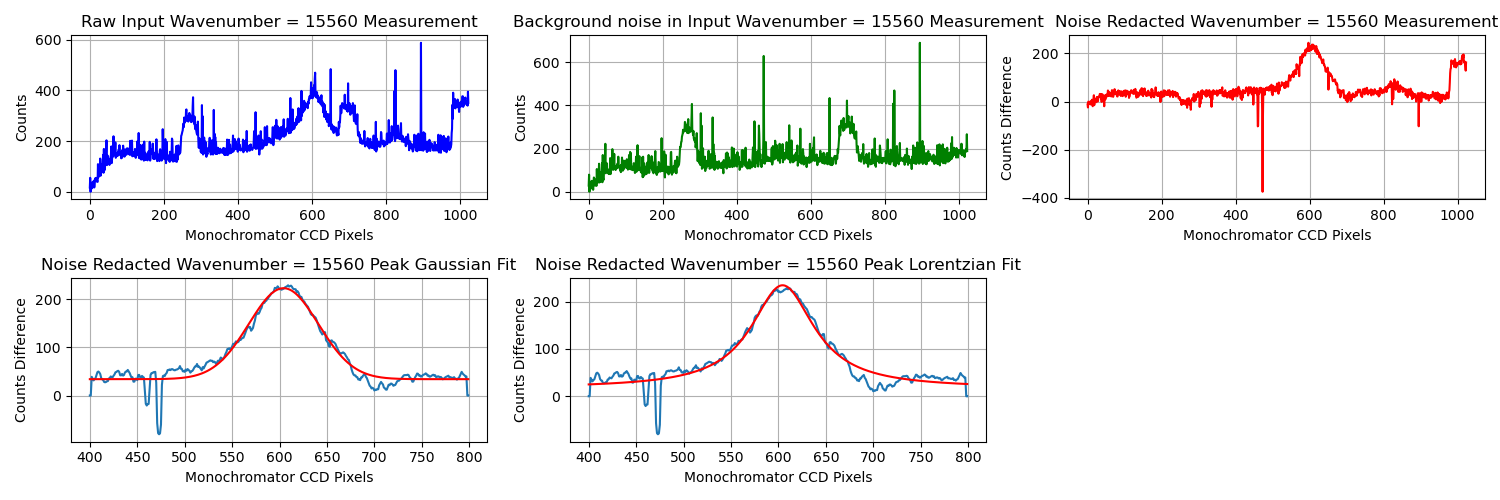 Raw Input Wavenumber = 15560 Measurement
Counts
600
400
200
0
0 200 400 600 800 1000
Monochromator CCD Pixels
Background noise in Input Wavenumber = 15560 Measurement
Counts
600
400
200
0
0 200 400 600 800 1000
Monochromator CCD Pixels
Noise Redacted Wavenumber = 15560 Measurement
Counts Difference
200
0
−200
−400
0 200 400 600 800 1000
Monochromator CCD Pixels
Noise Redacted Wavenumber = 15560 Peak Gaussian Fit
Counts Difference
200
100
0
400 450 500 550 600 650 700 750 800
Monochromator CCD Pixels
Noise Redacted Wavenumber = 15560 Peak Lorentzian Fit
Counts Difference
200
100
0
400 450 500 550 600 650 700 750 800
Monochromator CCD Pixels